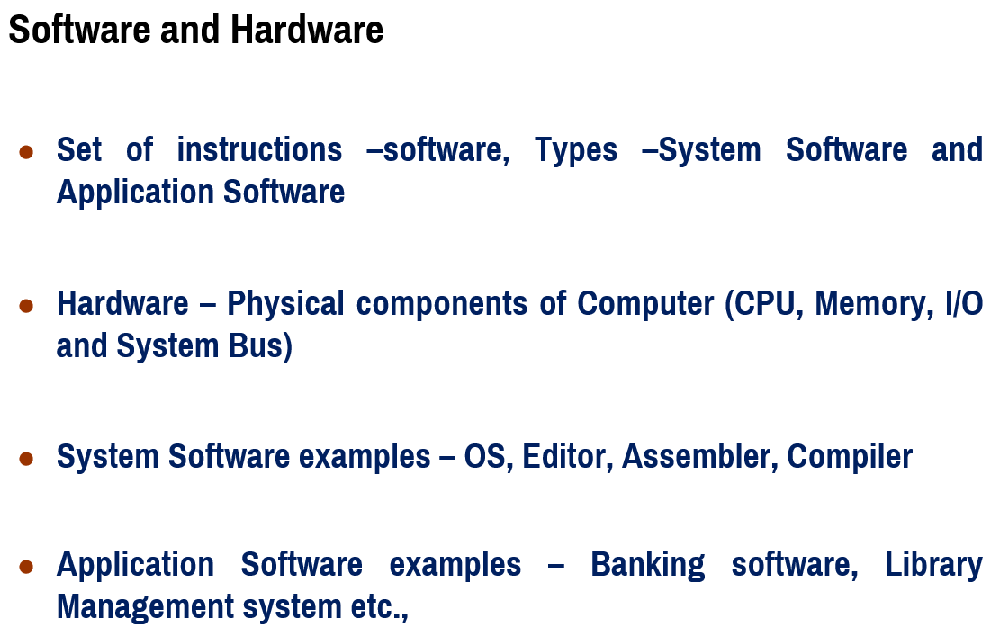 Software and Hardware
● Set of instructions –software, Types –System Software and
Application Software
● Hardware – Physical components of Computer (CPU, Memory, I/O
and System Bus)
● System Software examples – OS, Editor, Assembler, Compiler
● Application Software examples – Banking software, Library
Management system etc.,